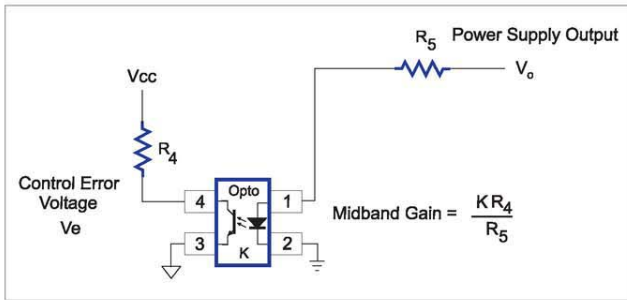 R5 Power Supply Output
Vcc
Vo
R4
Control Error
Voltage
Ve
Opto
4
1
3
2
K
Midband Gain = K R4
R5